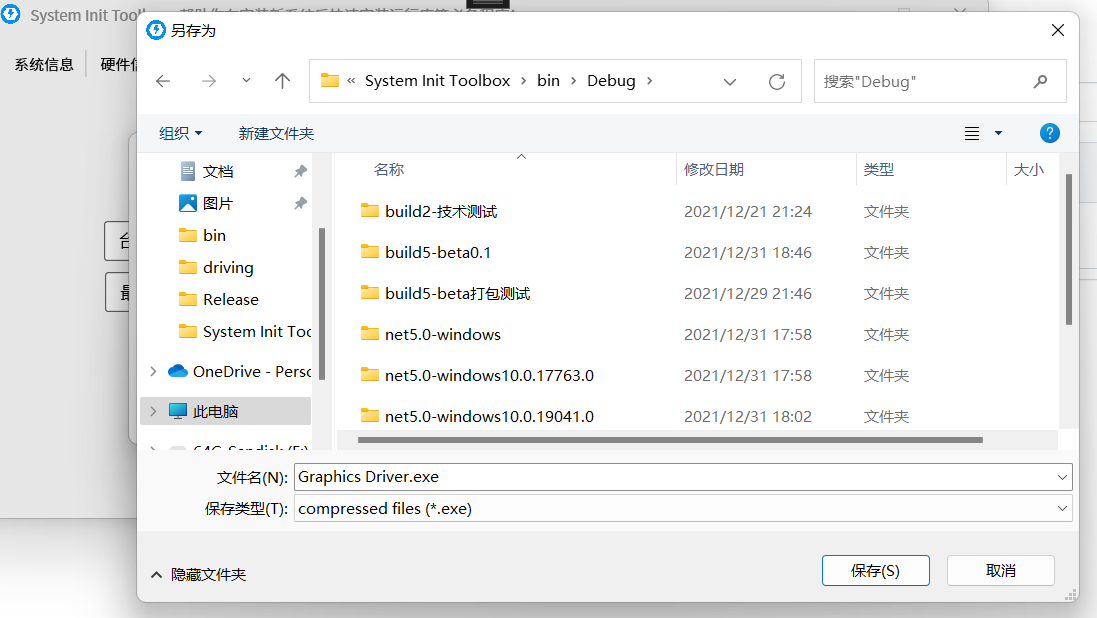 System Init Toolbox
另存为
系统信息
硬件信
« System Init Toolbox › bin › Debug ›
搜索"Debug"
组织
新建文件夹
?
文档
图片
bin
driving
Release
System Init Too
OneDrive - Perso
此电脑
名称 修改日期 类型 大小
build2-技术测试 2021/12/21 21:24 文件夹
build5-beta0.1 2021/12/31 18:46 文件夹
build5-beta打包测试 2021/12/29 21:46 文件夹
net5.0-windows 2021/12/31 17:58 文件夹
net5.0-windows10.0.17763.0 2021/12/31 17:58 文件夹
net5.0-windows10.0.19041.0 2021/12/31 18:02 文件夹
文件名(N): Graphics Driver.exe
保存类型(T): compressed files (*.exe)
隐藏文件夹
保存(S)
取消